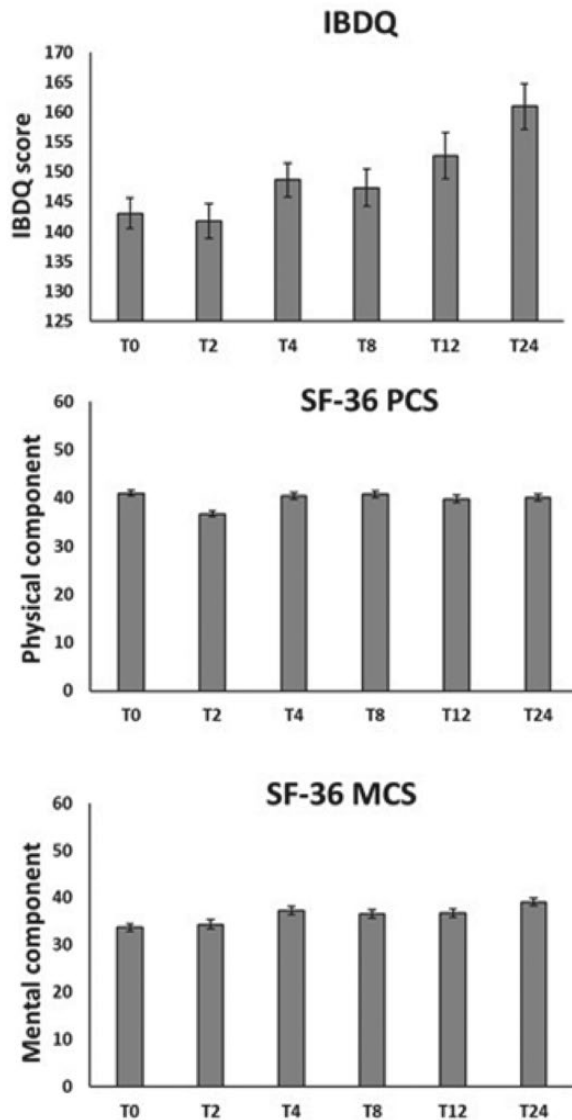 IBDQ
IBDQ score
170
165
160
155
150
145
140
135
130
125
T0 T2 T4 T8 T12 T24
SF-36 PCS
Physical component
60
50
40
30
20
10
0
T0 T2 T4 T8 T12 T24
SF-36 MCS
Mental component
60
50
40
30
20
10
0
T0 T2 T4 T8 T12 T24